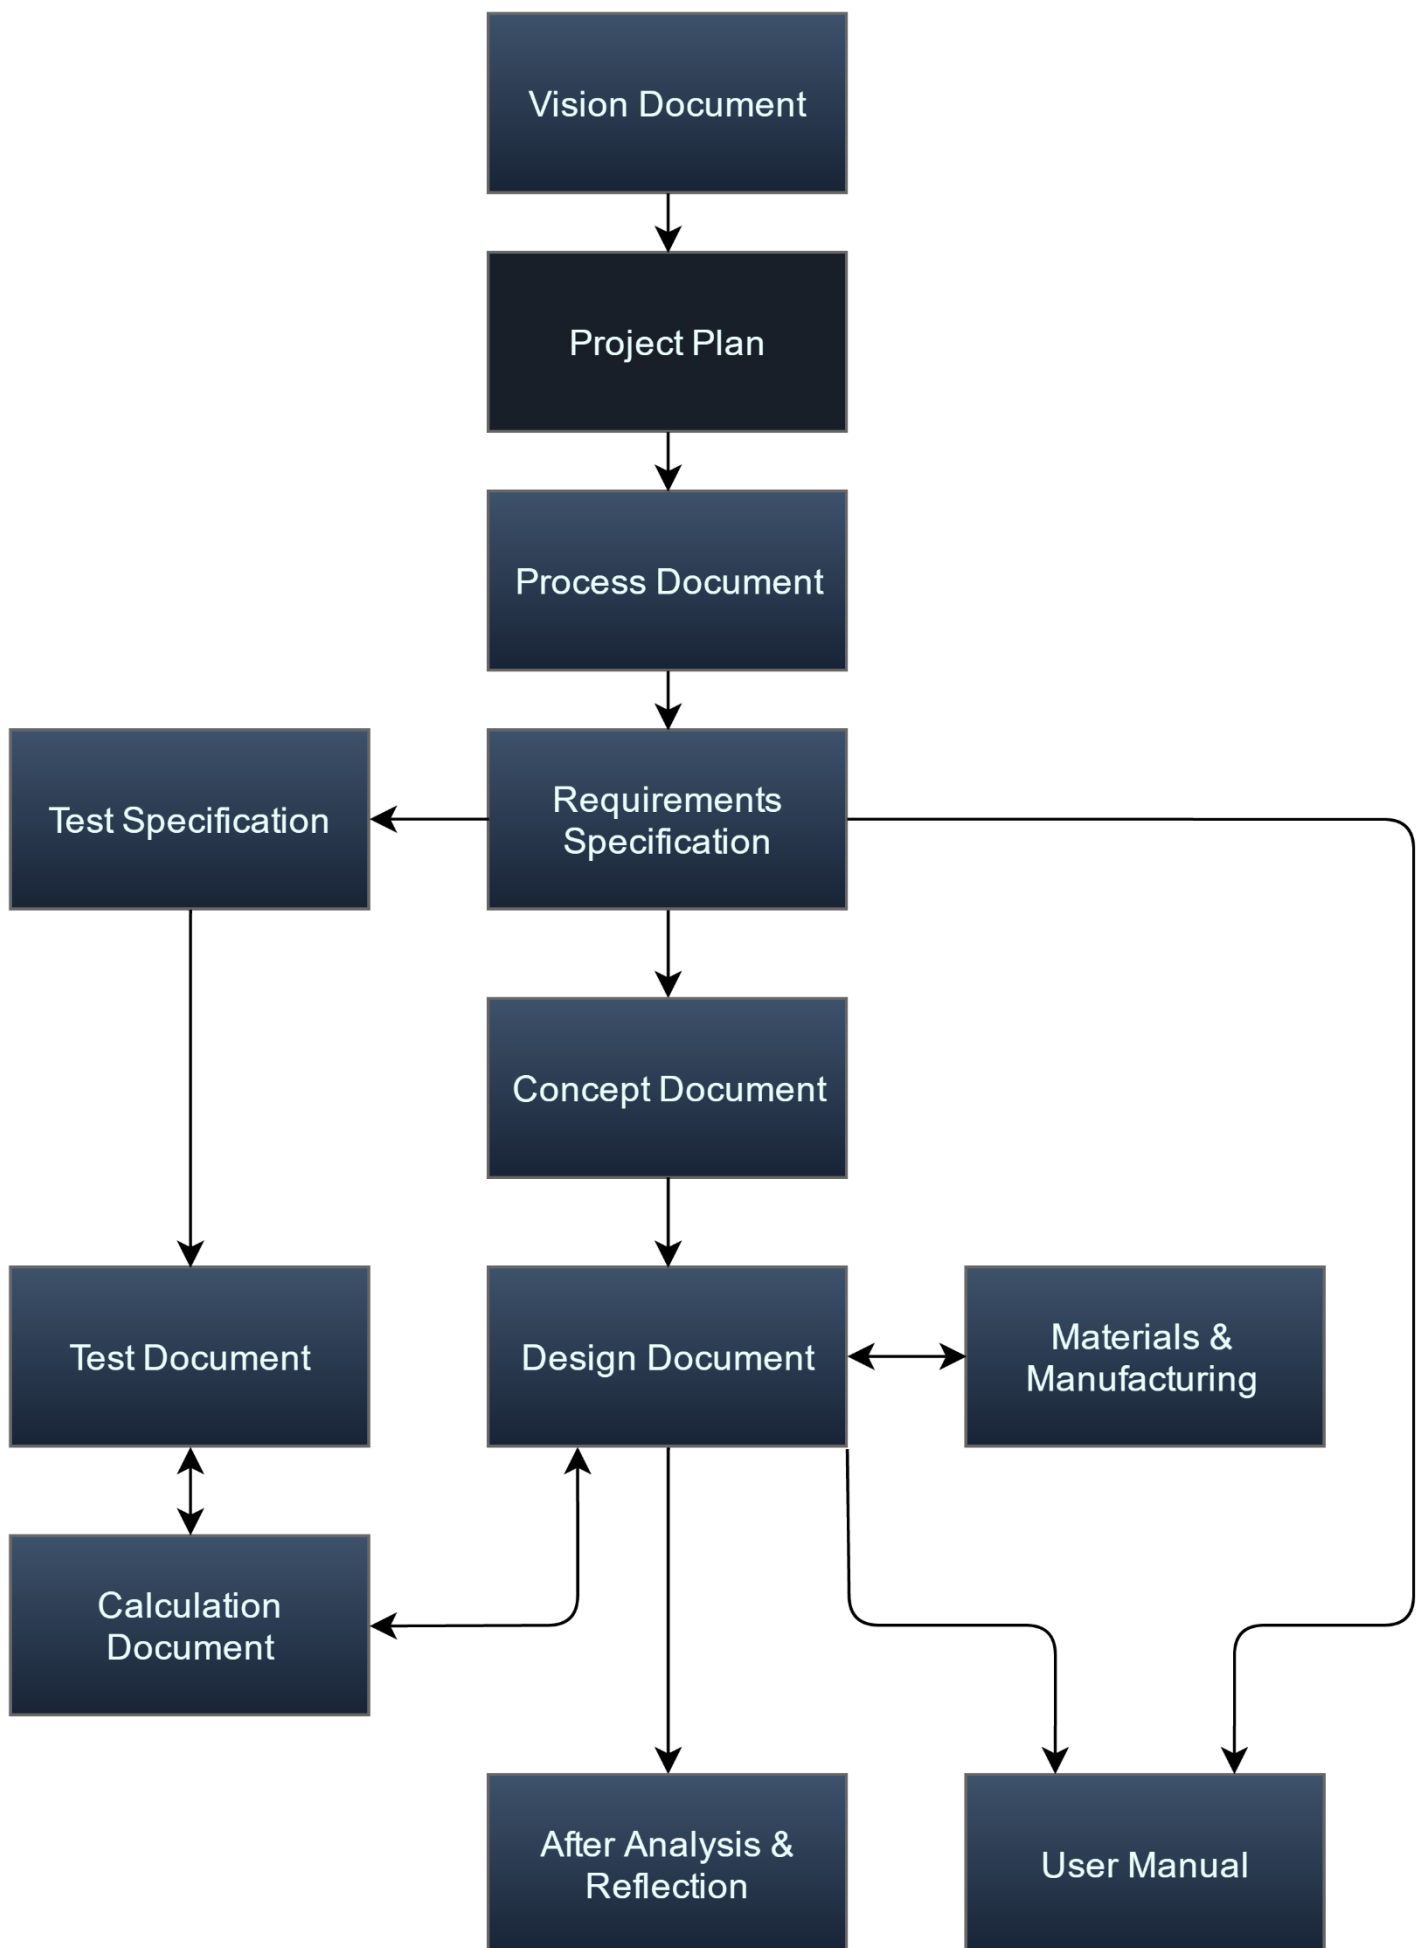 Vision Document
Project Plan
Process Document
Test Specification
Requirements
Specification
Concept Document
Test Document
Design Document
Materials &
Manufacturing
Calculation
Document
After Analysis &
Reflection
User Manual